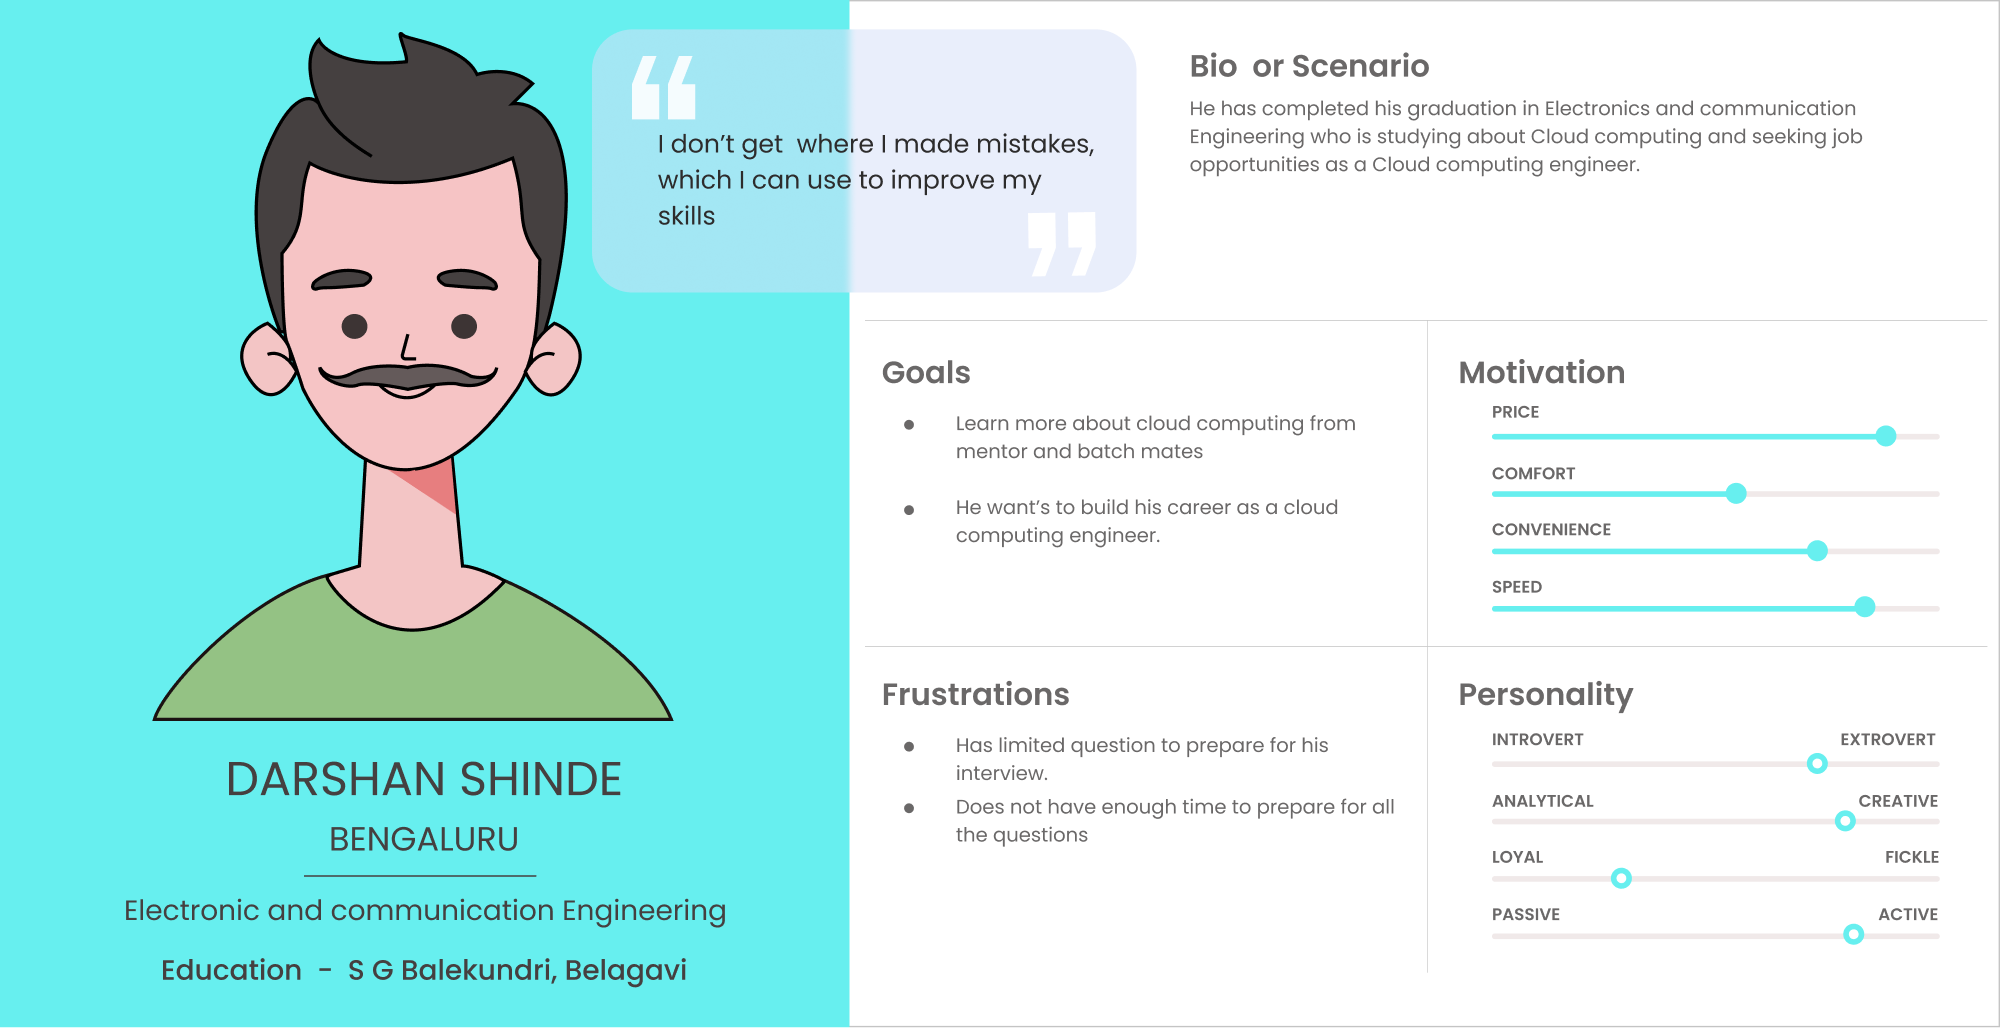 I don’t get  where I made mistakes,
which I can use to improve my
skills
DARSHAN SHINDE
BENGALURU
Electronic and communication Engineering
Education  -  S G Balekundri, Belagavi
Bio  or Scenario
He has completed his graduation in Electronics and communication
Engineering who is studying about Cloud computing and seeking job
opportunities as a Cloud computing engineer.
Goals
● Learn more about cloud computing from
mentor and batch mates
● He want’s to build his career as a cloud
computing engineer.
Motivation
PRICE
COMFORT
CONVENIENCE
SPEED
Frustrations
● Has limited question to prepare for his
interview.
● Does not have enough time to prepare for all
the questions
Personality
INTROVERT EXTROVERT
ANALYTICAL CREATIVE
LOYAL FICKLE
PASSIVE ACTIVE